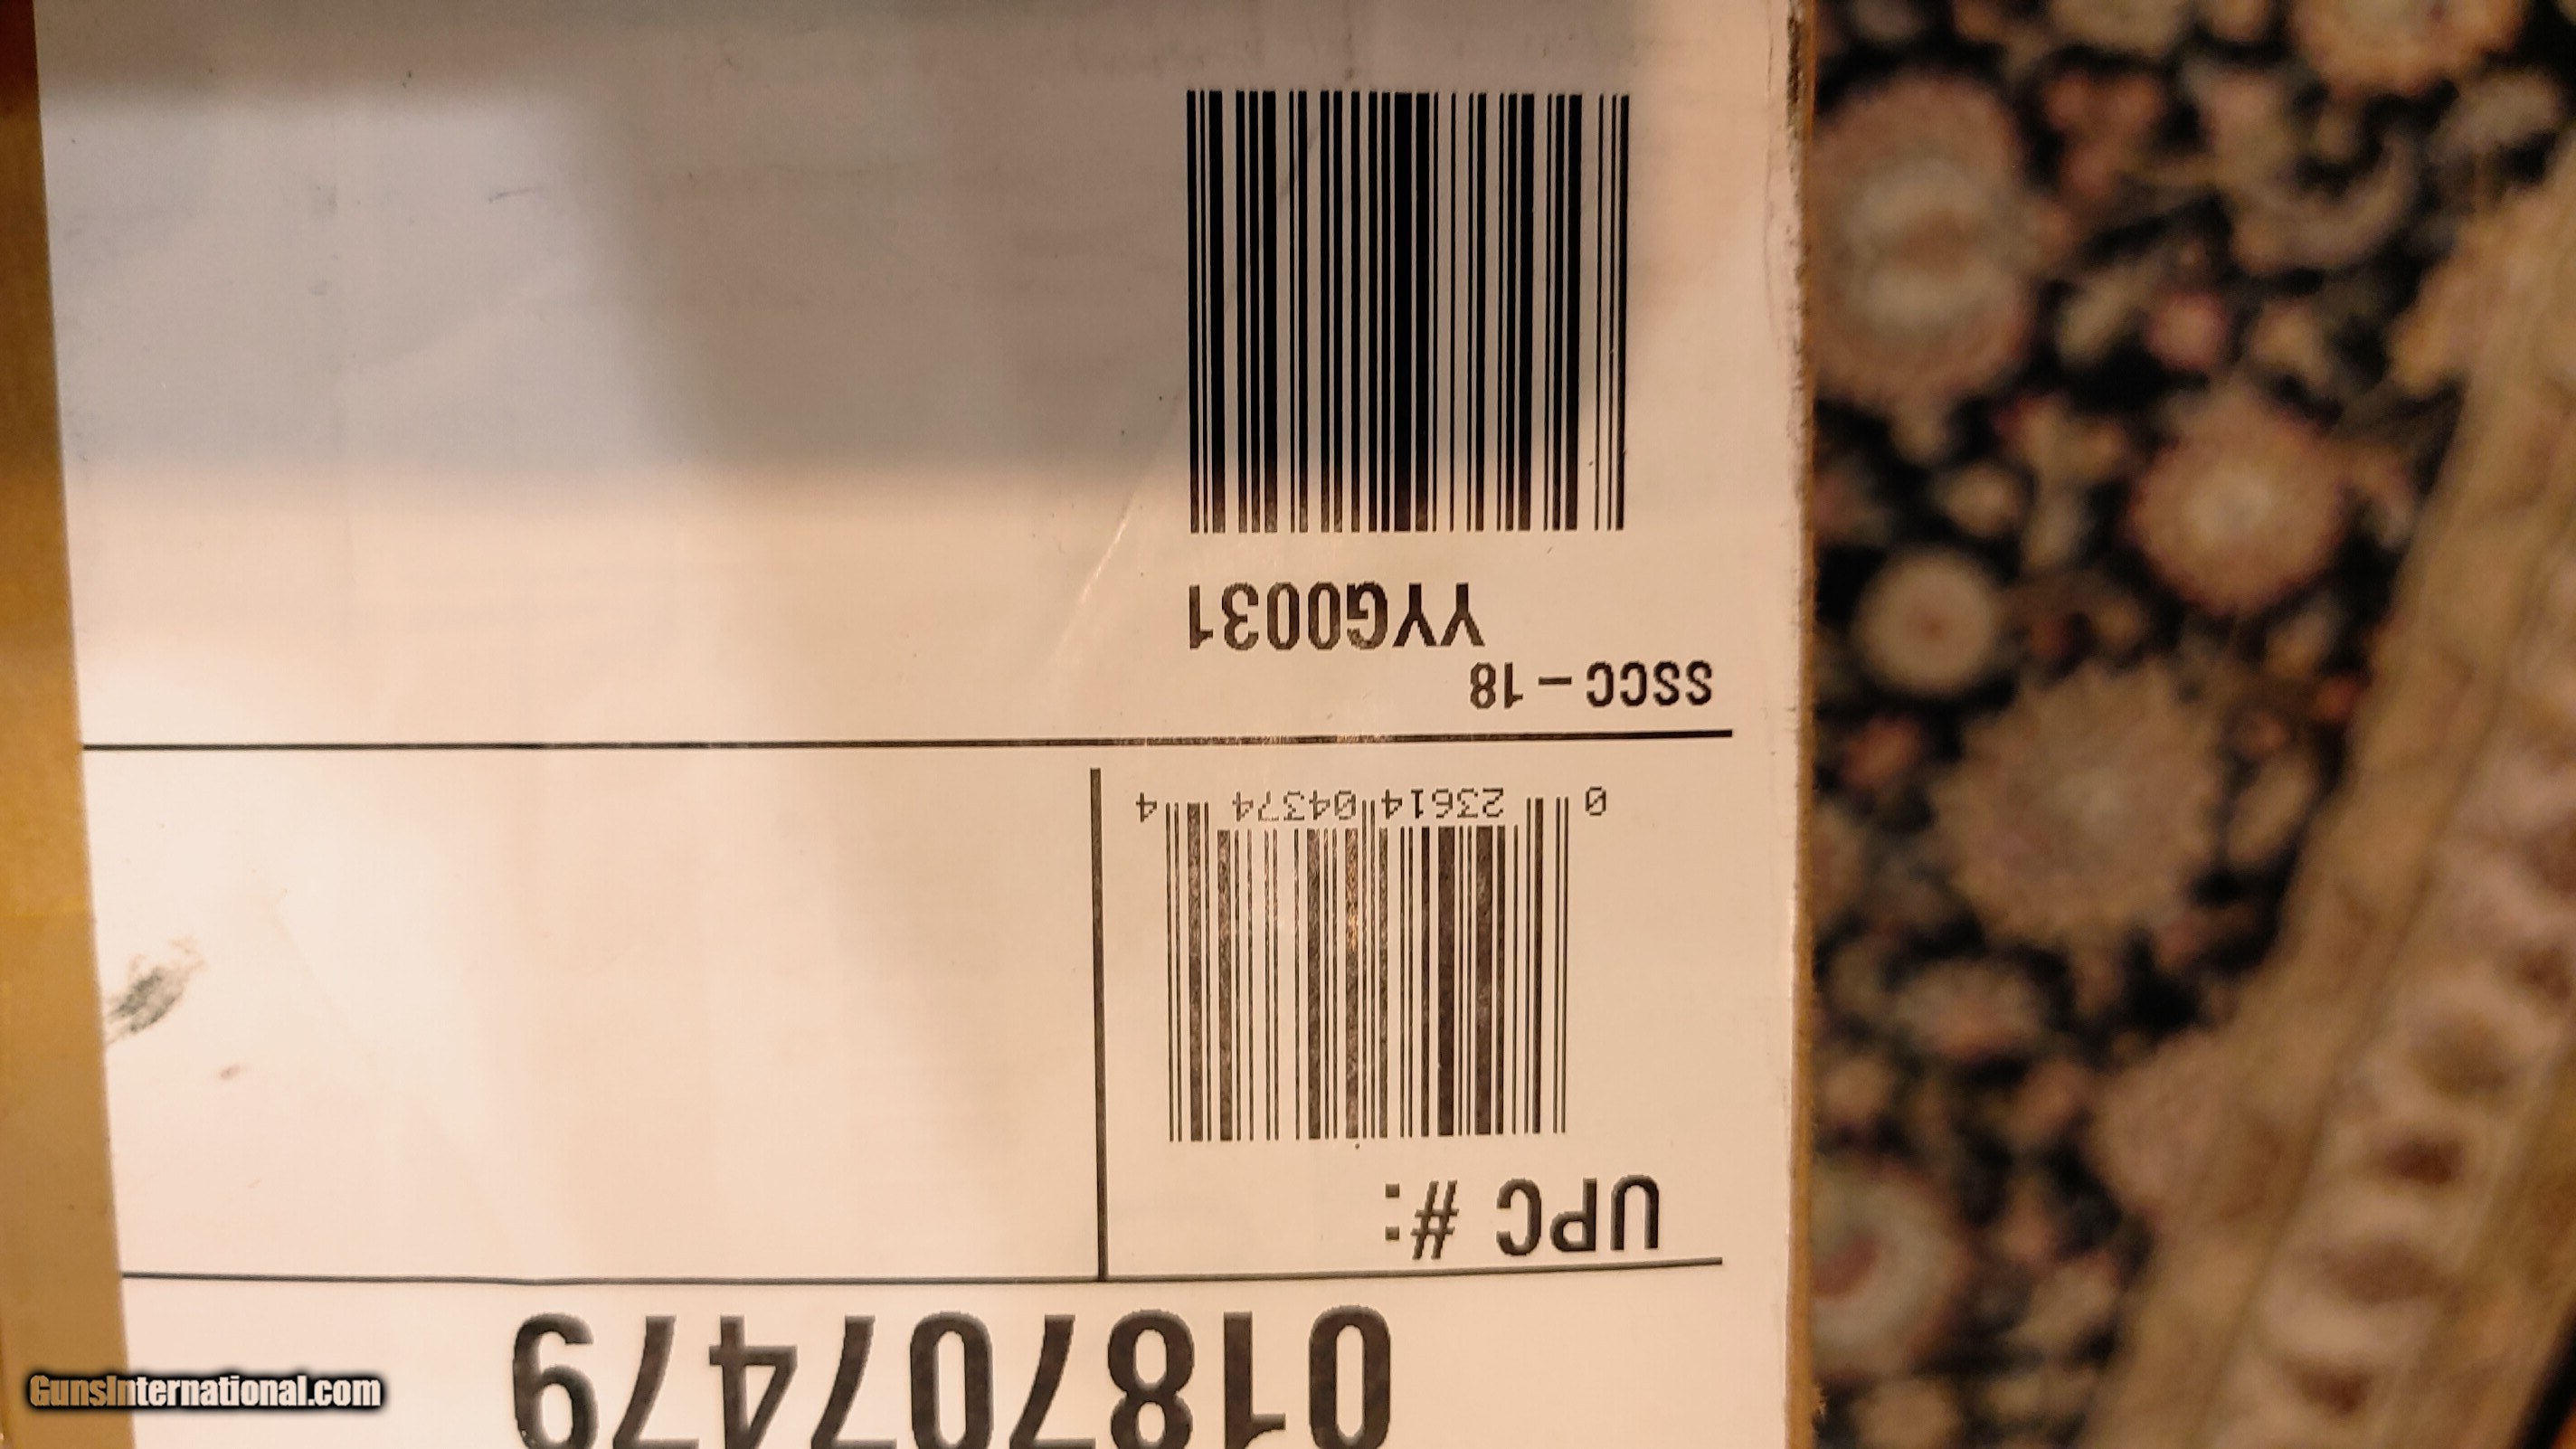 018707479
UPC #:
0 23614 04374 4
SSCC – 18
YYG0031
GunsInternational.com